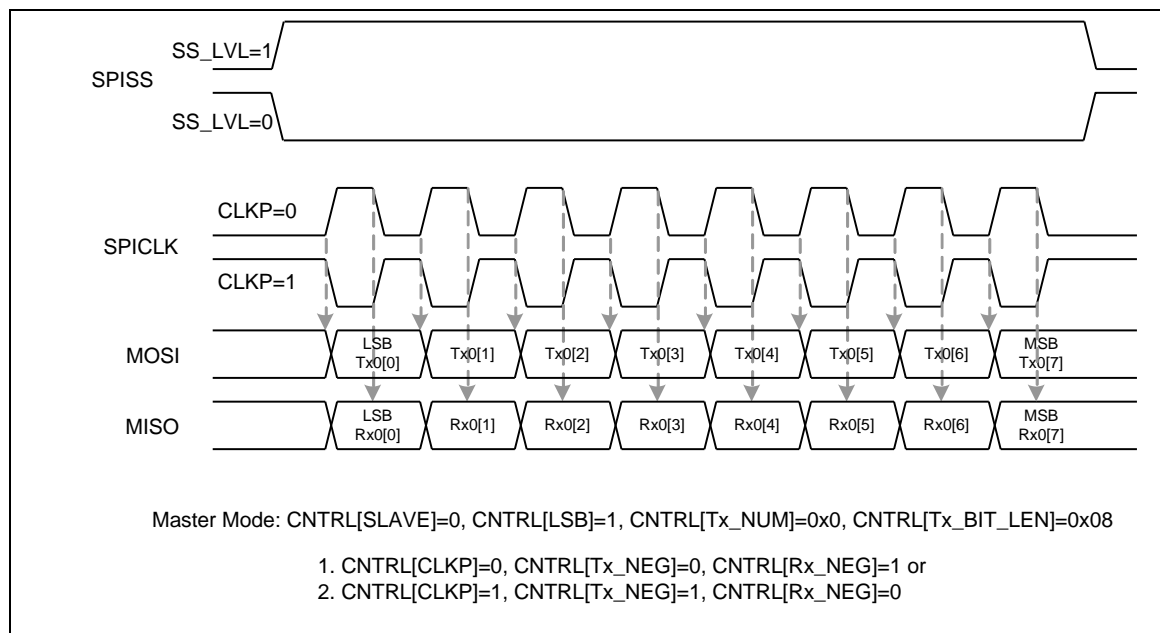 SS_LVL=1
SPISS
SS_LVL=0
CLKP=0
SPICLK
CLKP=1
MOSI
LSB
Tx0[0]
Tx0[1]
Tx0[2]
Tx0[3]
Tx0[4]
Tx0[5]
Tx0[6]
MSB
Tx0[7]
MISO
LSB
Rx0[0]
Rx0[1]
Rx0[2]
Rx0[3]
Rx0[4]
Rx0[5]
Rx0[6]
MSB
Rx0[7]
Master Mode: CNTRL[SLAVE]=0, CNTRL[LSB]=1, CNTRL[Tx_NUM]=0x0, CNTRL[Tx_BIT_LEN]=0x08
1. CNTRL[CLKP]=0, CNTRL[Tx_NEG]=0, CNTRL[Rx_NEG]=1 or
2. CNTRL[CLKP]=1, CNTRL[Tx_NEG]=1, CNTRL[Rx_NEG]=0